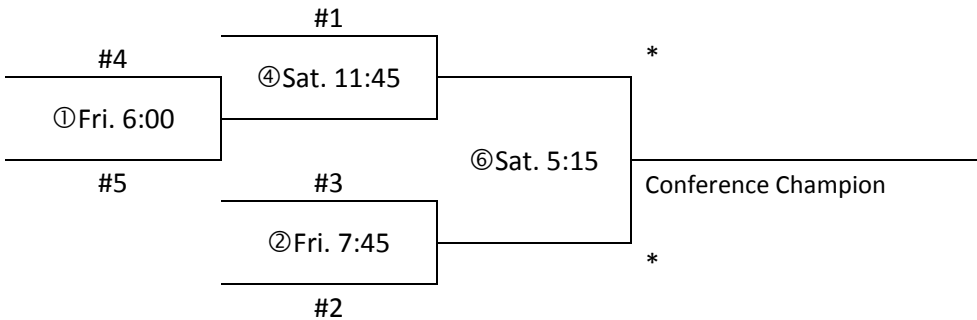 #1
*
#4
④Sat. 11:45
①Fri. 6:00
⑥Sat. 5:15
#5
#3
Conference Champion
②Fri. 7:45
*
#2